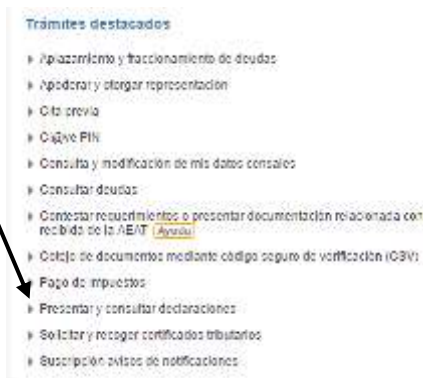 Trámites destacados
Aplazamiento y fraccionamiento de deudas
Apoderar y otorgar representación
Cita previa
Cl@ve PIN
Consulta y modificación de mis datos censales
Consultar deudas
Contestar requerimientos o presentar documentación relacionada con
recibida de la AEAT Ayuda
Cotejo de documentos mediante código seguro de verificación (CSV)
Pago de impuestos
Presentar y consultar declaraciones
Solicitar y recoger certificados tributarios
Suscripción avisos de notificaciones